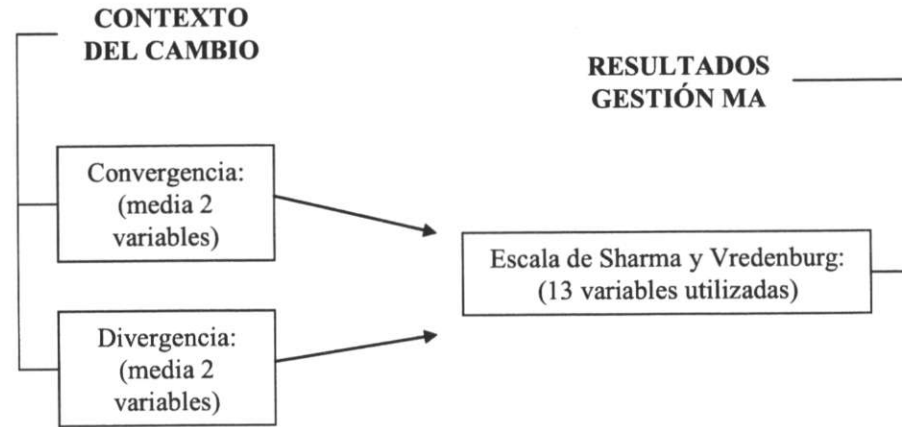 CONTEXTO
DEL CAMBIO
RESULTADOS
GESTIÓN MA
Convergencia:
(media 2
variables)
Escala de Sharma y Vredenburg:
(13 variables utilizadas)
Divergencia:
(media 2
variables)